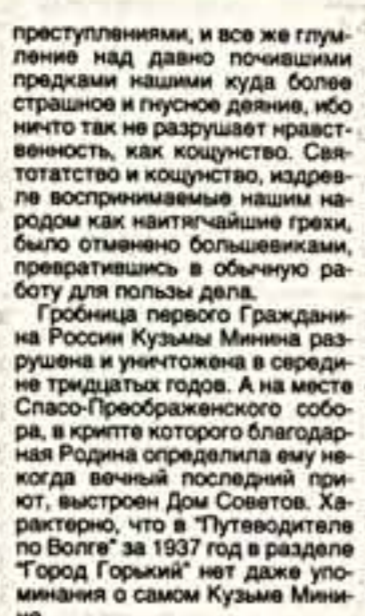 преступлениями, и все же глум-
ление над давно почившими
предками нашими куда более
страшное и гнусное деяние, ибо
ничто так не разрушает нравст-
венность, как кощунство. Свя-
тотатство и кощунство, издрев-
ле воспринимаемые нашим на-
родом как наитягчайшие грехи,
было отменено большевиками,
превратившись в обычную ра-
боту для пользы дела.
Гробница первого Граждани-
на России Кузьмы Минина раз-
рушена и уничтожена в середи-
не тридцатых годов. А на месте
Спасо-Преображенского собо-
ра, в крипте которого благодар-
ная Родина определила ему не-
когда вечный последний при-
ют, выстроен Дом Советов. Ха-
рактерно, что в "Путеводителе
по Волге" за 1937 год в разделе
"Город Горький" нет даже упо-
минания о самом Кузьме Мини-